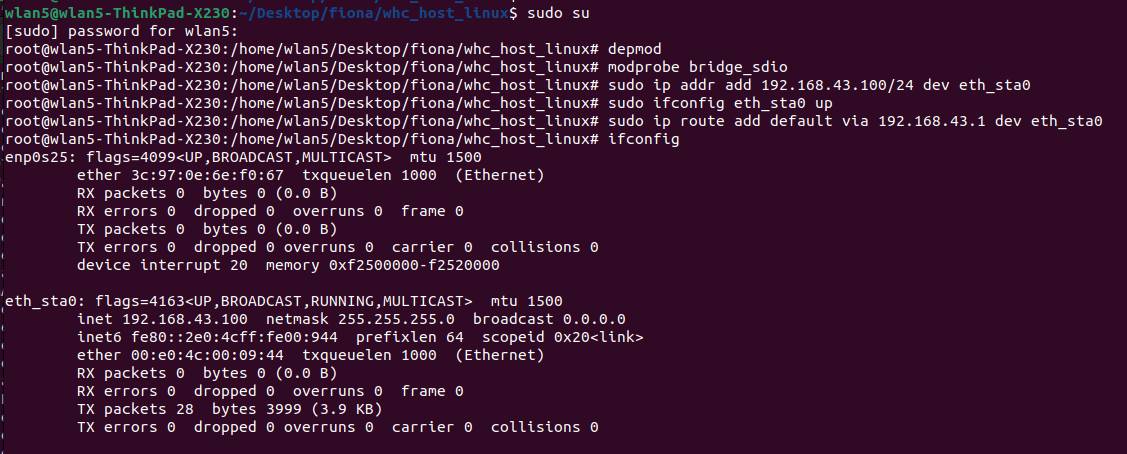 wlan5@wlan5-ThinkPad-X230:~/Desktop/fiona/whc_host_linux$ sudo su
[sudo] password for wlan5:
root@wlan5-ThinkPad-X230:/home/wlan5/Desktop/fiona/whc_host_linux# depmod
root@wlan5-ThinkPad-X230:/home/wlan5/Desktop/fiona/whc_host_linux# modprobe bridge_sdio
root@wlan5-ThinkPad-X230:/home/wlan5/Desktop/fiona/whc_host_linux# sudo ip addr add 192.168.43.100/24 dev eth_sta0
root@wlan5-ThinkPad-X230:/home/wlan5/Desktop/fiona/whc_host_linux# sudo ifconfig eth_sta0 up
root@wlan5-ThinkPad-X230:/home/wlan5/Desktop/fiona/whc_host_linux# sudo ip route add default via 192.168.43.1 dev eth_sta0
root@wlan5-ThinkPad-X230:/home/wlan5/Desktop/fiona/whc_host_linux# ifconfig
enp0s25: flags=4099<UP,BROADCAST,MULTICAST>  mtu 1500
        ether 3c:97:0e:6e:f0:67  txqueuelen 1000  (Ethernet)
        RX packets 0  bytes 0 (0.0 B)
        RX errors 0  dropped 0  overruns 0  frame 0
        TX packets 0  bytes 0 (0.0 B)
        TX errors 0  dropped 0 overruns 0  carrier 0  collisions 0
        device interrupt 20  memory 0xf2500000-f2520000

eth_sta0: flags=4163<UP,BROADCAST,RUNNING,MULTICAST>  mtu 1500
        inet 192.168.43.100  netmask 255.255.255.0  broadcast 0.0.0.0
        inet6 fe80::2e0:4cff:fe00:944  prefixlen 64  scopeid 0x20<link>
        ether 00:e0:4c:00:09:44  txqueuelen 1000  (Ethernet)
        RX packets 0  bytes 0 (0.0 B)
        RX errors 0  dropped 0  overruns 0  frame 0
        TX packets 28  bytes 3999 (3.9 KB)
        TX errors 0  dropped 0 overruns 0  carrier 0  collisions 0